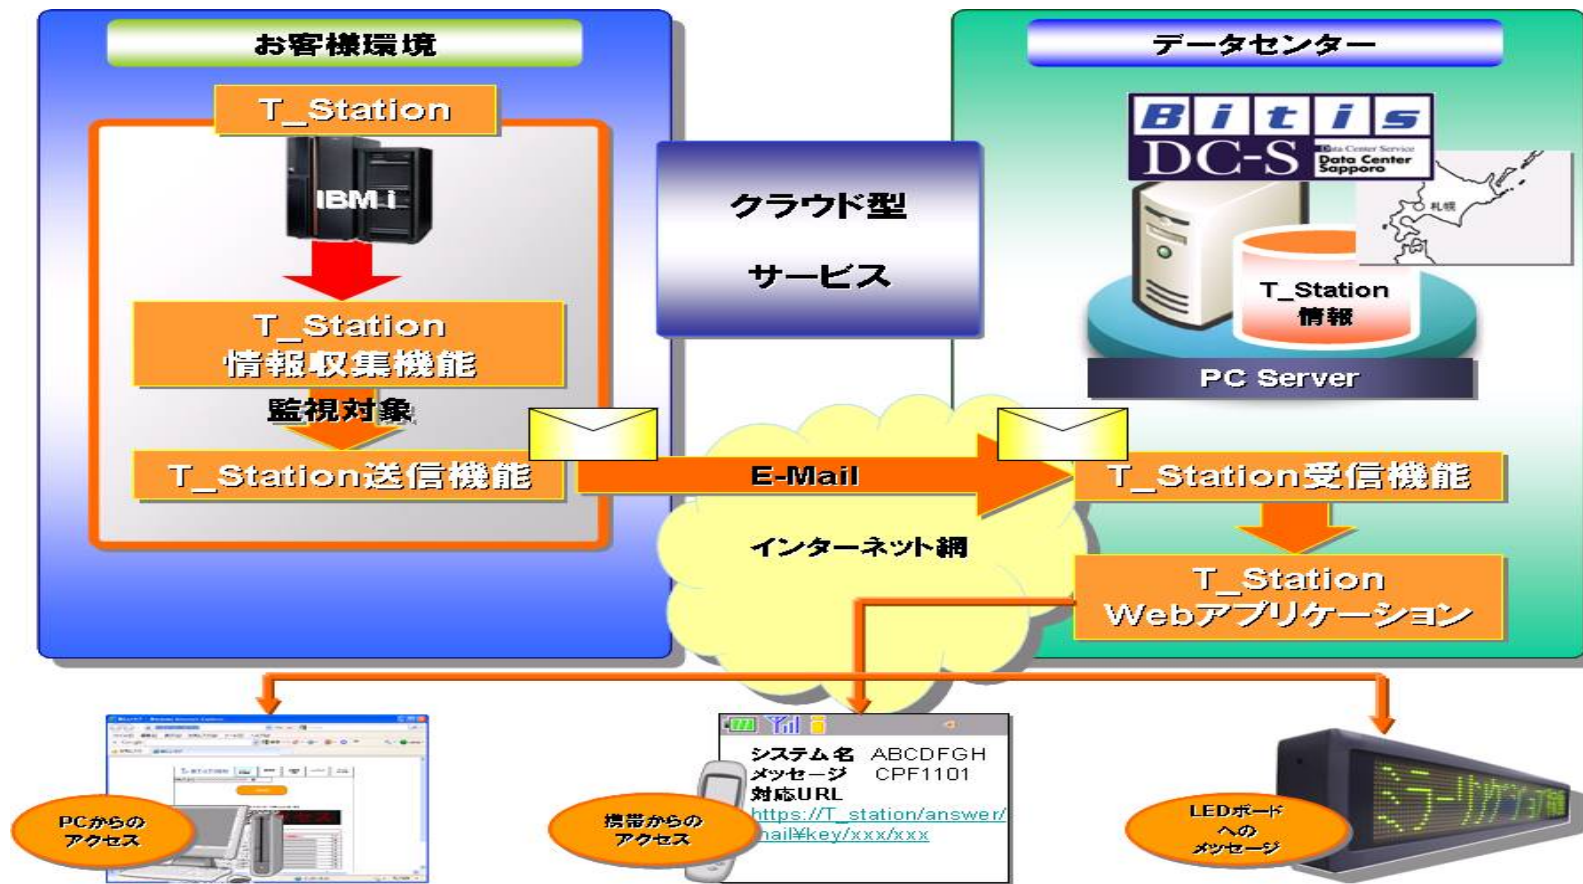 お客様環境
T_Station
IBM i
T_Station
情報収集機能
監視対象
T_Station送信機能
クラウド型
サービス
E-Mail
インターネット網
データセンター
Bitis
DC-S
Data Center Service
Data Center
Sapporo
札幌
T_Station
情報
PC Server
T_Station受信機能
T_Station
Webアプリケーション
PCからの
アクセス
携帯からの
アクセス
システム名 ABCDFGH
メッセージ CPF1101
対応URL
https://T_station/answer/
mail¥key/xxx/xxx
LEDボード
への
メッセージ